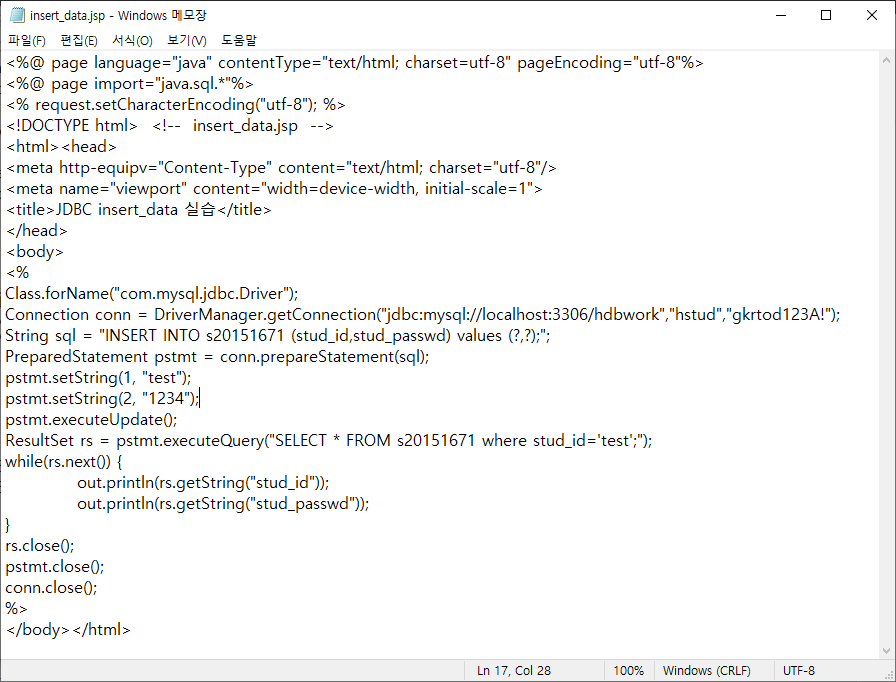 insert_data.jsp - Windows 메모장
파일(F) 편집(E) 서식(O) 보기(V) 도움말
<%@ page language="java" contentType="text/html; charset=utf-8" pageEncoding="utf-8"%>
<%@ page import="java.sql.*"%>
<% request.setCharacterEncoding("utf-8"); %>
<!DOCTYPE html>  <!--  insert_data.jsp  -->
<html><head>
<meta http-equipv="Content-Type" content="text/html; charset="utf-8"/>
<meta name="viewport" content="width=device-width, initial-scale=1">
<title>JDBC insert_data 실습</title>
</head>
<body>
<%
Class.forName("com.mysql.jdbc.Driver");
Connection conn = DriverManager.getConnection("jdbc:mysql://localhost:3306/hdbwork","hstud","gkrtod123A!");
String sql = "INSERT INTO s20151671 (stud_id,stud_passwd) values (?,?);";
PreparedStatement pstmt = conn.prepareStatement(sql);
pstmt.setString(1, "test");
pstmt.setString(2, "1234");
pstmt.executeUpdate();
ResultSet rs = pstmt.executeQuery("SELECT * FROM s20151671 where stud_id='test';");
while(rs.next()) {
        out.println(rs.getString("stud_id"));
        out.println(rs.getString("stud_passwd"));
}
rs.close();
pstmt.close();
conn.close();
%>
</body></html>
Ln 17, Col 28 100% Windows (CRLF) UTF-8